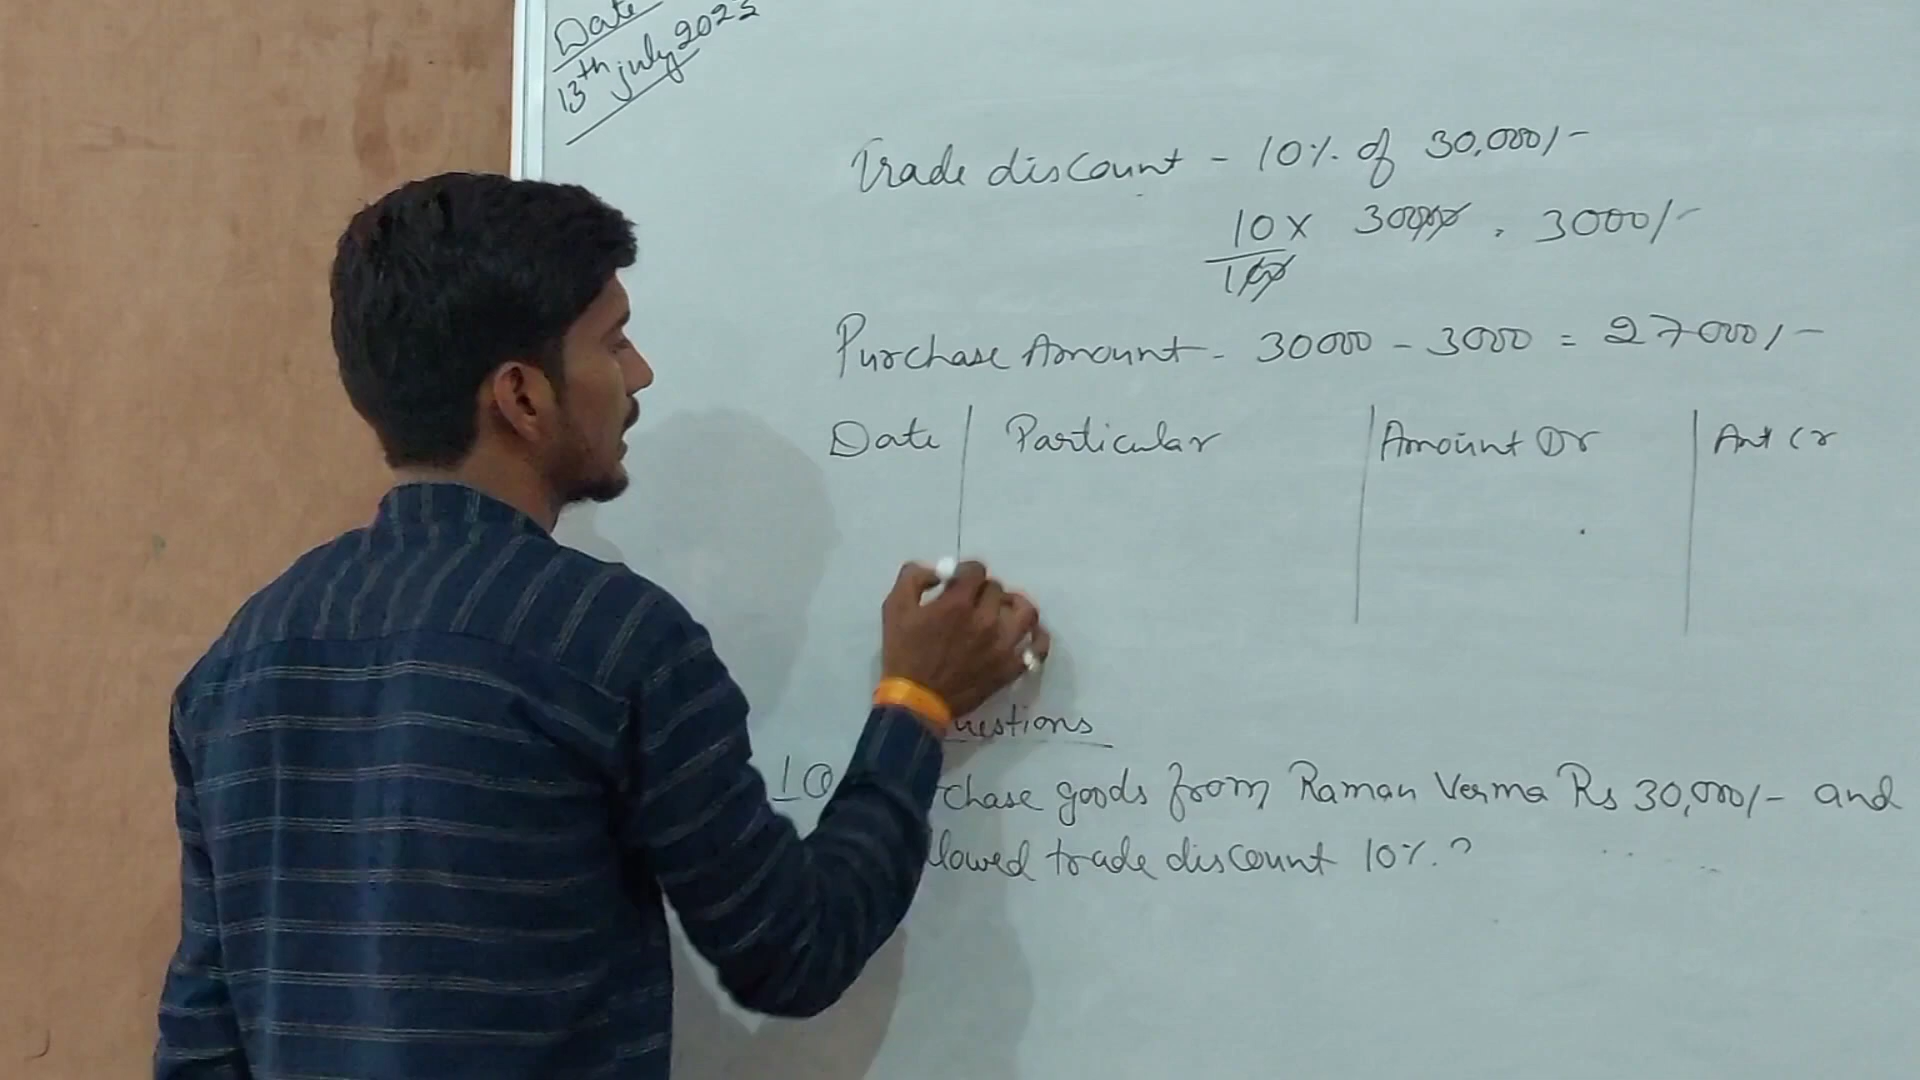 Date
13th july 2023
Trade discount - 10% of 30,000/-
10 x 30000 = 3000/-
100
Purchase Amount - 30000 - 3000 = 27000/-
Date Particular Amount Dr Amt Cr
uestions
1 chase goods from Raman Verma Rs 30,000/- and
lowed trade discount 10%?